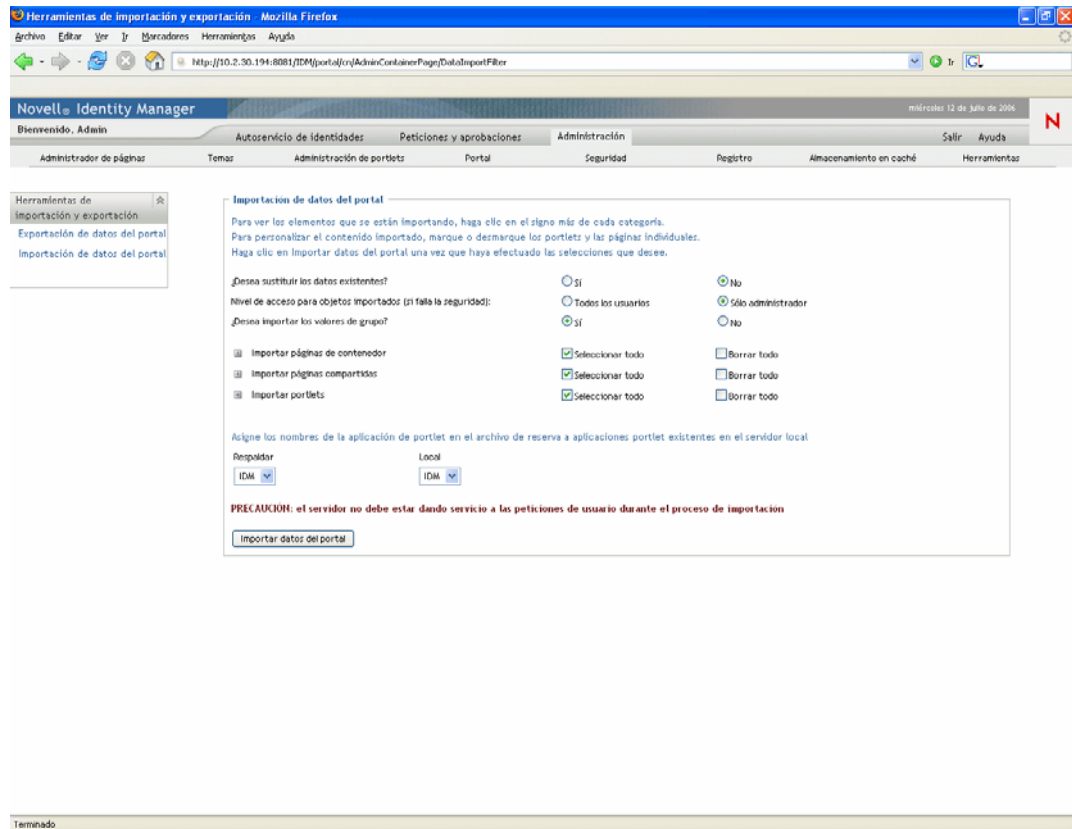 Herramientas de importación y exportación - Mozilla Firefox
Archivo Editar Ver Ir Marcadores Herramientas Ayuda
http://10.2.30.194:8081/IDM/portal/cn/AdminContainerPage/DataImportFilter
Ir
G
Novell® Identity Manager
miércoles 12 de julio de 2006
N
Bienvenido, Admin
Autoservicio de identidades Peticiones y aprobaciones Administración Salir Ayuda
Administrador de páginas Temas Administración de portlets Portal Seguridad Registro Almacenamiento en caché Herramientas
Herramientas de
importación y exportación
Exportación de datos del portal
Importación de datos del portal
Importación de datos del portal
Para ver los elementos que se están importando, haga clic en el signo más de cada categoría.
Para personalizar el contenido importado, marque o desmarque los portlets y las páginas individuales.
Haga clic en Importar datos del portal una vez que haya efectuado las selecciones que desee.
¿Desea sustituir los datos existentes? Sí No
Nivel de acceso para objetos importados (si falla la seguridad): Todos los usuarios Sólo administrador
¿Desea importar los valores de grupo? Sí No
Importar páginas de contenedor Seleccionar todo Borrar todo
Importar páginas compartidas Seleccionar todo Borrar todo
Importar portlets Seleccionar todo Borrar todo
Asigne los nombres de la aplicación de portlet en el archivo de reserva a aplicaciones portlet existentes en el servidor local
Respaldar Local
IDM IDM
PRECAUCIÓN: el servidor no debe estar dando servicio a las peticiones de usuario durante el proceso de importación
Importar datos del portal
Terminado